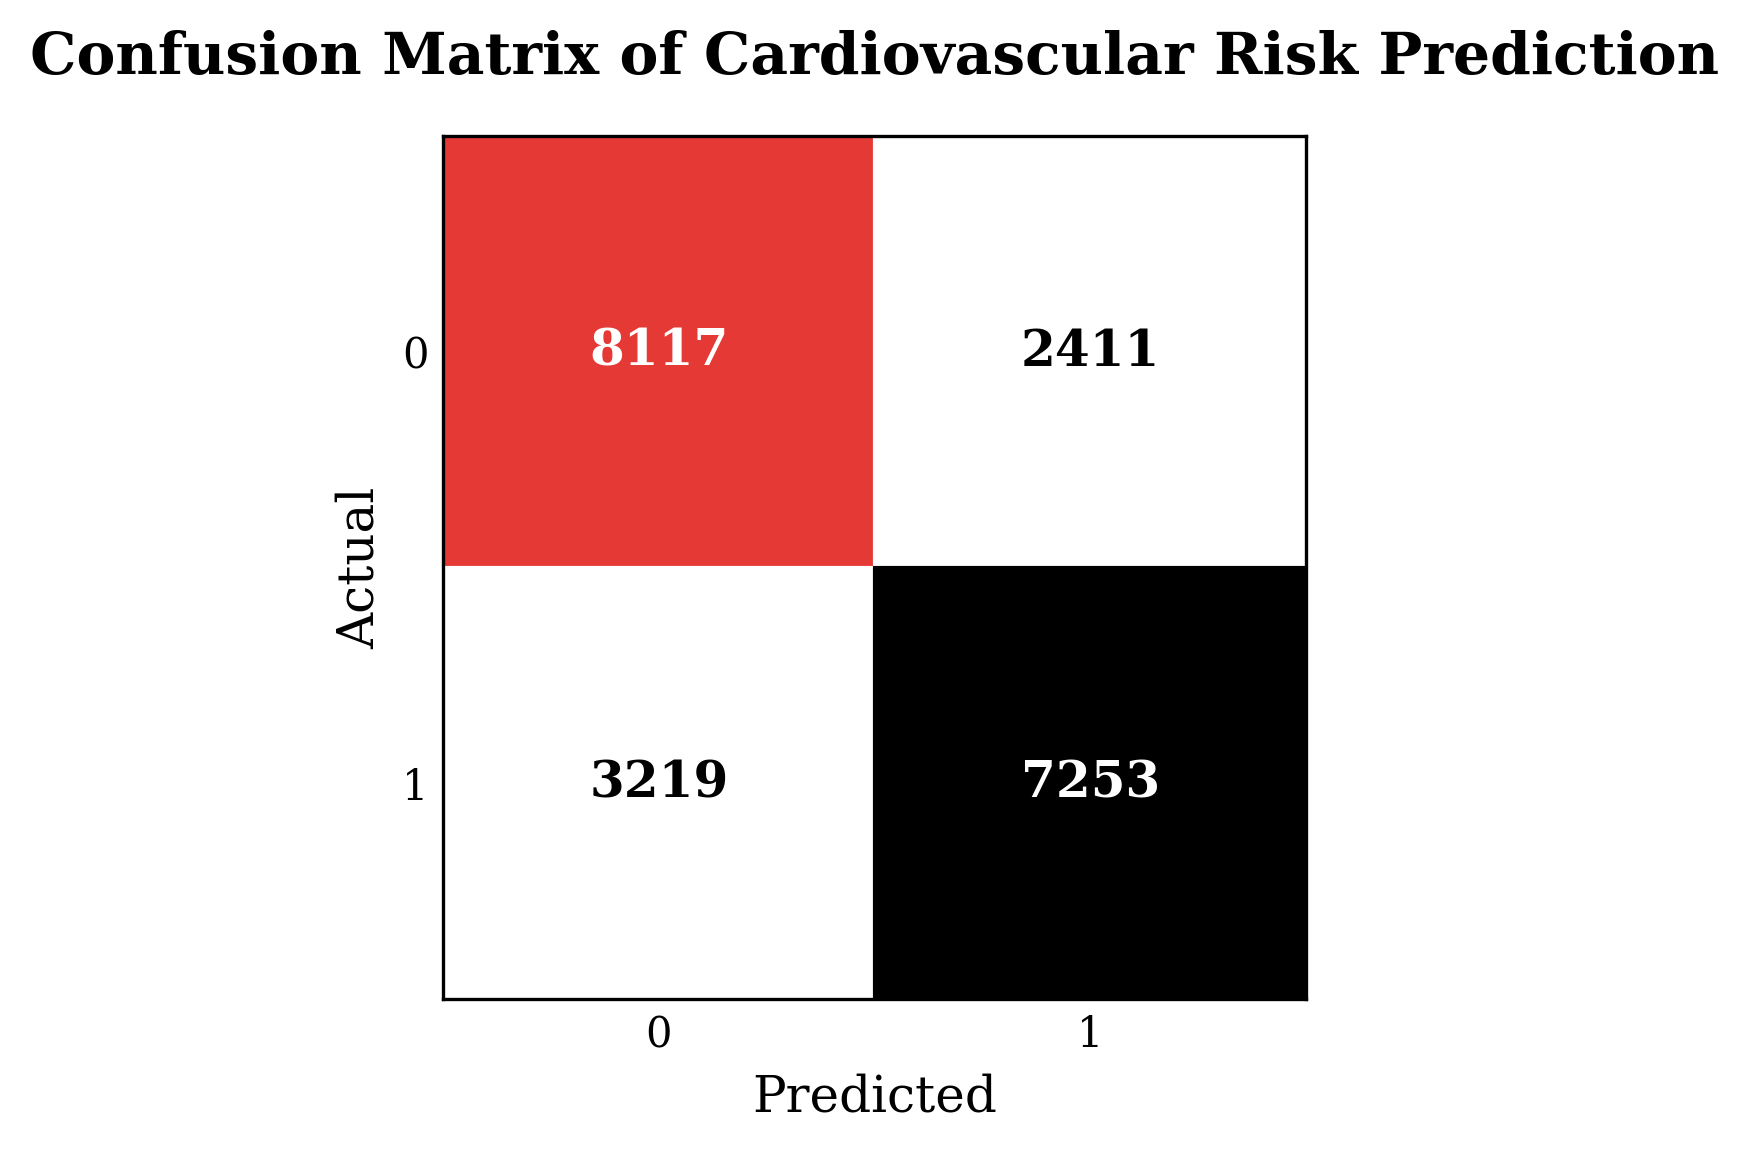 Confusion Matrix of Cardiovascular Risk Prediction
8117
2411
0
Actual
3219
7253
1
0
1
Predicted